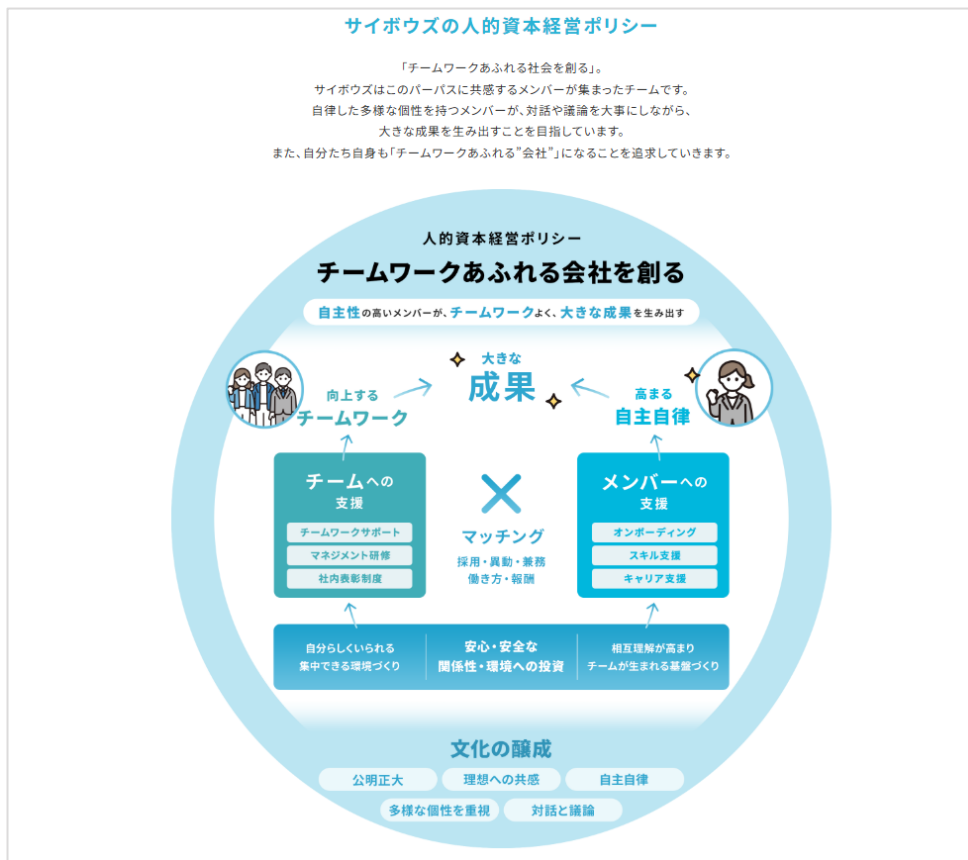 サイボウズの人的資本経営ポリシー
「チームワークあふれる社会を創る」。
サイボウズはこのパーパスに共感するメンバーが集まったチームです。
自律した多様な個性を持つメンバーが、対話や議論を大事にしながら、
大きな成果を生み出すことを目指しています。
また、自分たち自身も「チームワークあふれる”会社”」になることを追求していきます。
人的資本経営ポリシー
チームワークあふれる会社を創る
自主性の高いメンバーが、チームワークよく、大きな成果を生み出す
大きな
成果
向上する
チームワーク
高まる
自主自律
チームへの
支援
チームワークサポート
マネジメント研修
社内表彰制度
マッチング
採用・異動・兼務
働き方・報酬
メンバーへの
支援
オンボーディング
スキル支援
キャリア支援
自分らしくいられる
集中できる環境づくり
安心・安全な
関係性・環境への投資
相互理解が高まり
チームが生まれる基盤づくり
文化の醸成
公明正大
理想への共感
自主自律
多様な個性を重視
対話と議論